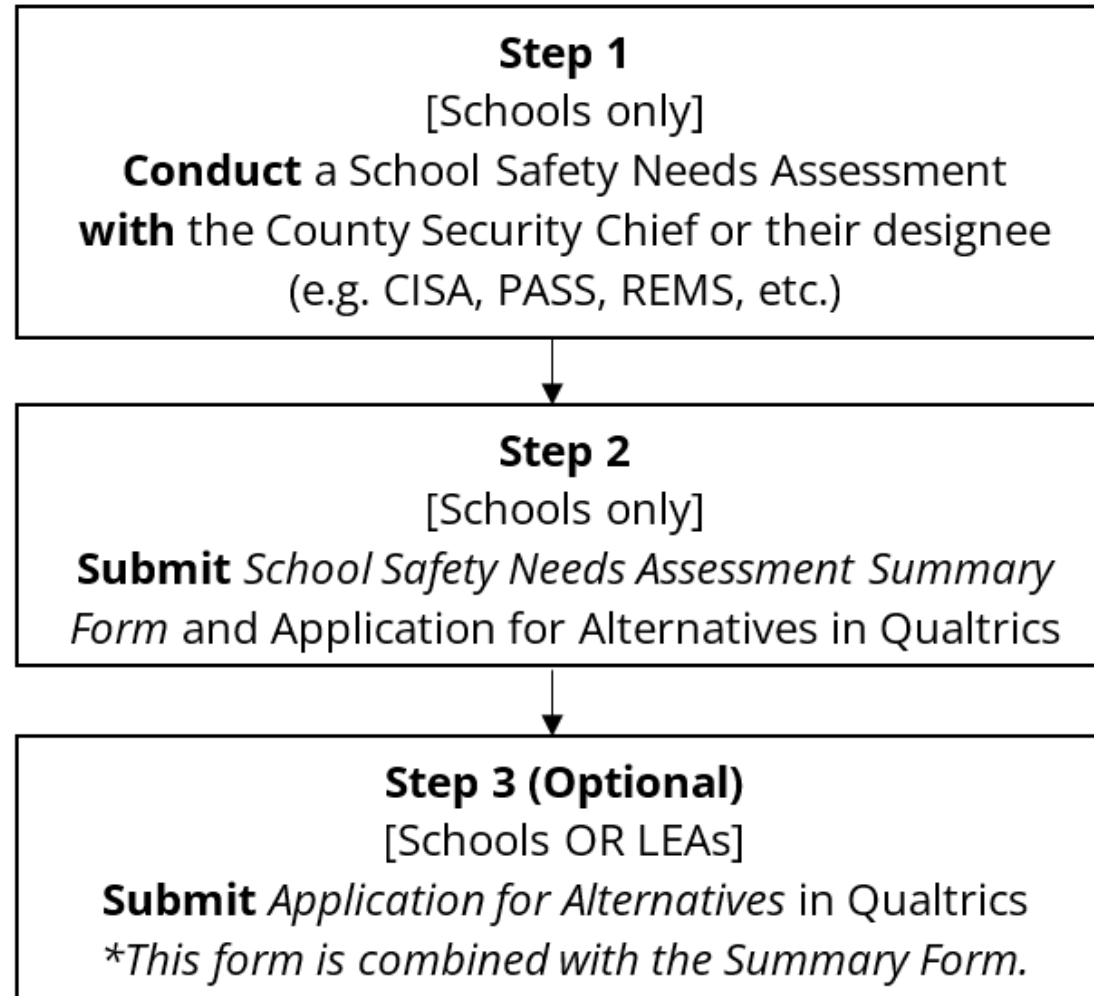 Step 1
[Schools only]
Conduct a School Safety Needs Assessment
with the County Security Chief or their designee
(e.g. CISA, PASS, REMS, etc.)
Step 2
[Schools only]
Submit School Safety Needs Assessment Summary
Form and Application for Alternatives in Qualtrics
Step 3 (Optional)
[Schools OR LEAs]
Submit Application for Alternatives in Qualtrics
*This form is combined with the Summary Form.